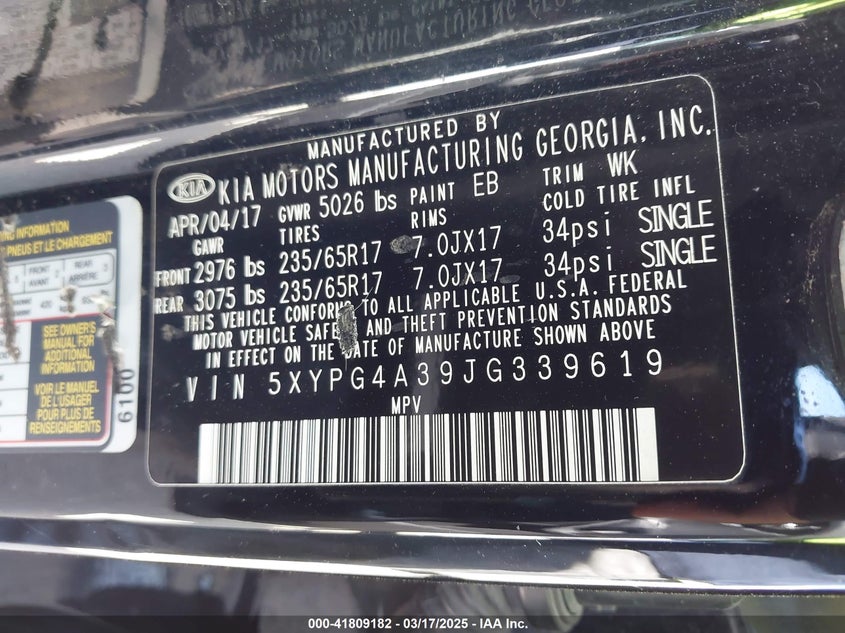 MANUFACTURED BY
KIA KIA MOTORS MANUFACTURING GEORGIA, INC.
APR/04/17 GVWR 5026 lbs PAINT EB TRIM WK
GAWR TIRES RIMS COLD TIRE INFL
FRONT 2976 lbs 235/65R17 7.0JX17 34psi SINGLE
REAR 3075 lbs 235/65R17 7.0JX17 34psi SINGLE
THIS VEHICLE CONFORMS TO ALL APPLICABLE U.S.A. FEDERAL
MOTOR VEHICLE SAFETY AND THEFT PREVENTION STANDARDS
IN EFFECT ON THE DATE OF MANUFACTURE SHOWN ABOVE
VIN 5XYPG4A39JG339619
MPV
ING INFORMATION
PNEUS ET LE CHARGEMENT
FRONT AVANT 2
REAR ARRIÈRE 3
420
SEE OWNER'S
MANUAL FOR
ADDITIONAL
INFORMATION
VOIR LE MANUEL
DE L'USAGER
POUR PLUS DE
RENSEIGNEMENTS
6100
000-41809182 - 03/17/2025 - IAA Inc.